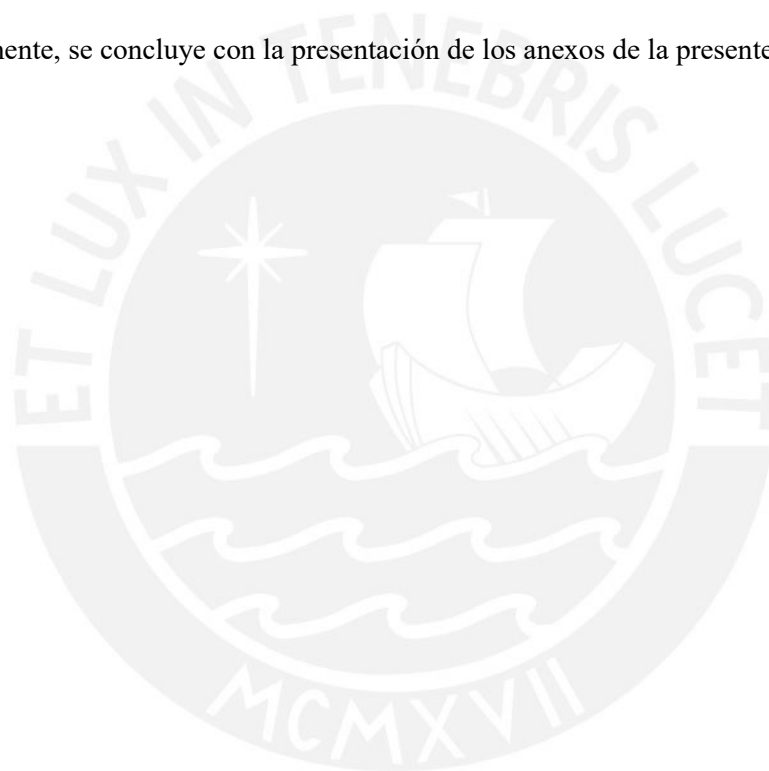 mente, se concluye con la presentación de los anexos de la presente
ET LUX IN TENEBRIS LUCET
MCMXVII